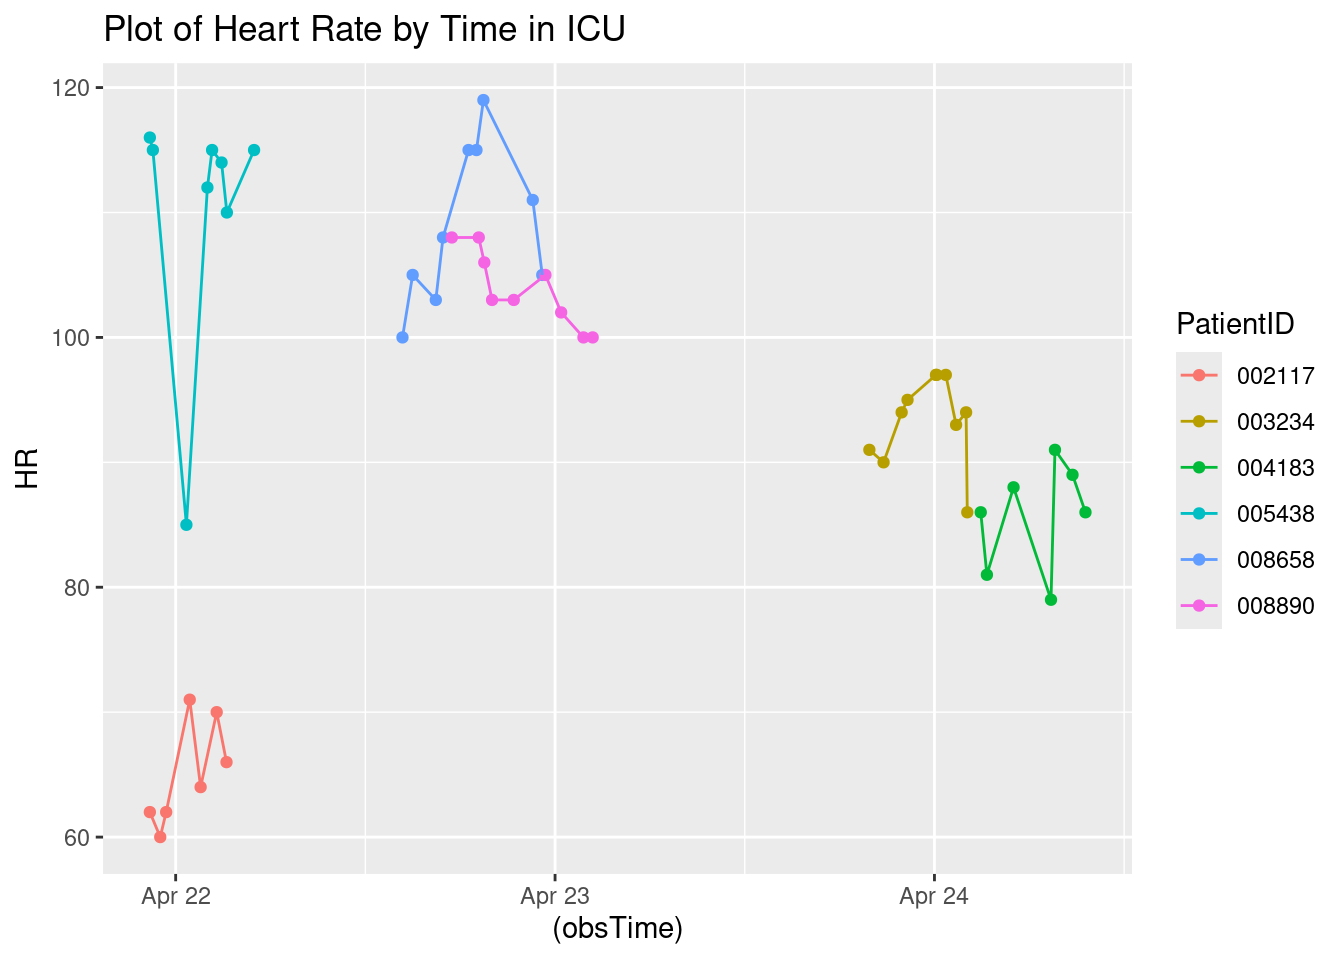 Plot of Heart Rate by Time in ICU
120
100
80
60
HR
Apr 22
Apr 23
Apr 24
(obsTime)
PatientID
002117
003234
004183
005438
008658
008890